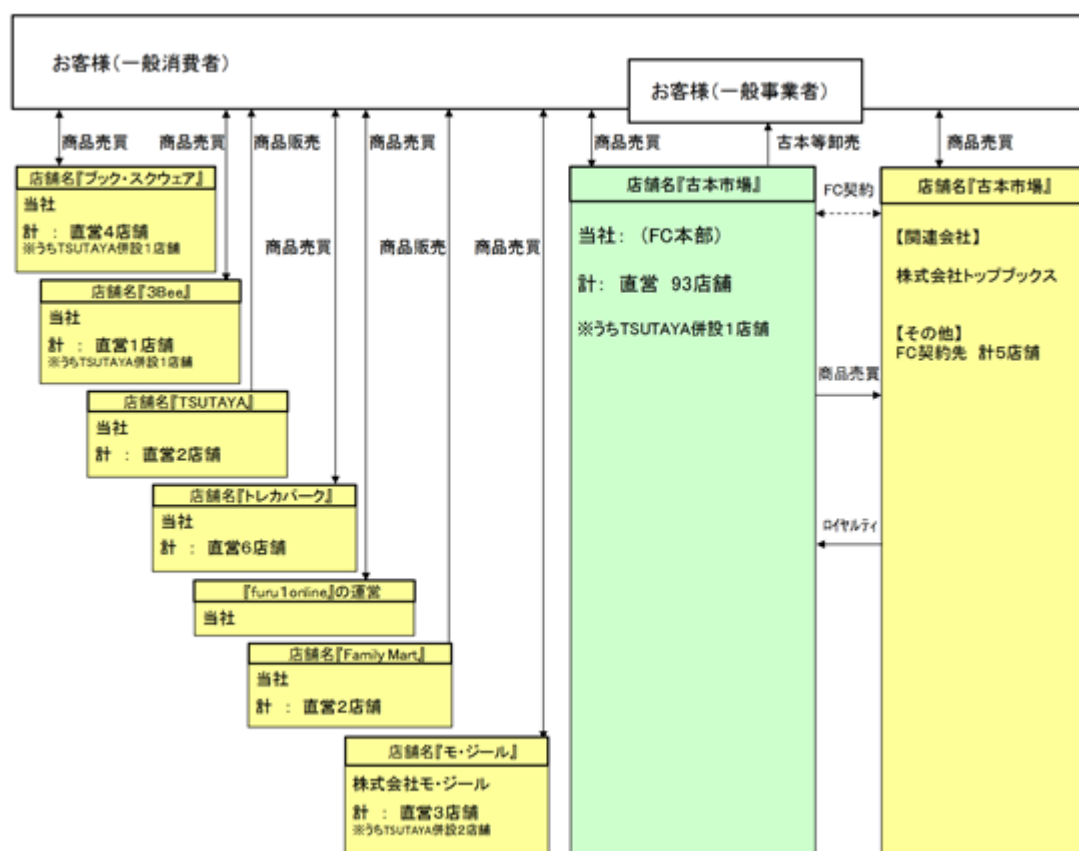 お客様(一般消費者)
お客様(一般事業者)
商品売買
商品売買
商品販売
商品売買
商品売買
古本等卸売
商品売買
商品売買
商品販売
商品売買
店舗名『ブック・スクウェア』
当社
計 : 直営4店舗
※うちTSUTAYA併設1店舗
店舗名『3Bee』
当社
計 : 直営1店舗
※うちTSUTAYA併設1店舗
店舗名『TSUTAYA』
当社
計 : 直営2店舗
店舗名『トレカパーク』
当社
計 : 直営6店舗
『furu1online』の運営
当社
店舗名『Family Mart』
当社
計 : 直営2店舗
店舗名『モ・ジール』
株式会社モ・ジール
計 : 直営3店舗
※うちTSUTAYA併設2店舗
店舗名『古本市場』
当社: (FC本部)
計: 直営 93店舗
※うちTSUTAYA併設1店舗
FC契約
商品売買
ロイヤルティ
店舗名『古本市場』
【関連会社】
株式会社トップブックス
【その他】
FC契約先 計5店舗